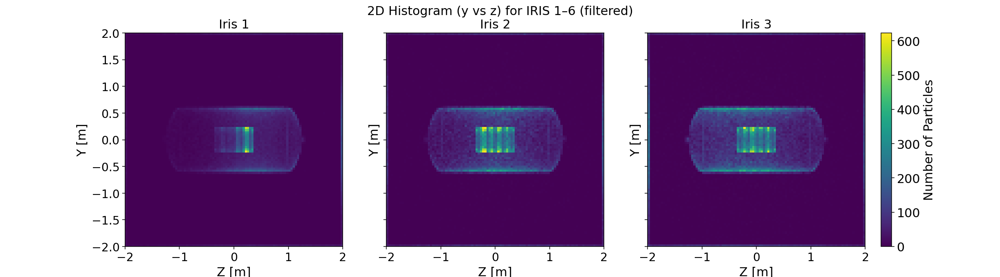 2D Histogram (y vs z) for IRIS 1–6 (filtered)
Iris 1
Iris 2
Iris 3
2.0
1.5
1.0
0.5
0.0
−0.5
−1.0
−1.5
−2.0
Y [m]
−2
−1
0
1
2
Z [m]
Y [m]
−2
−1
0
1
2
Z [m]
Y [m]
−2
−1
0
1
2
Z [m]
600
500
400
300
200
100
0
Number of Particles